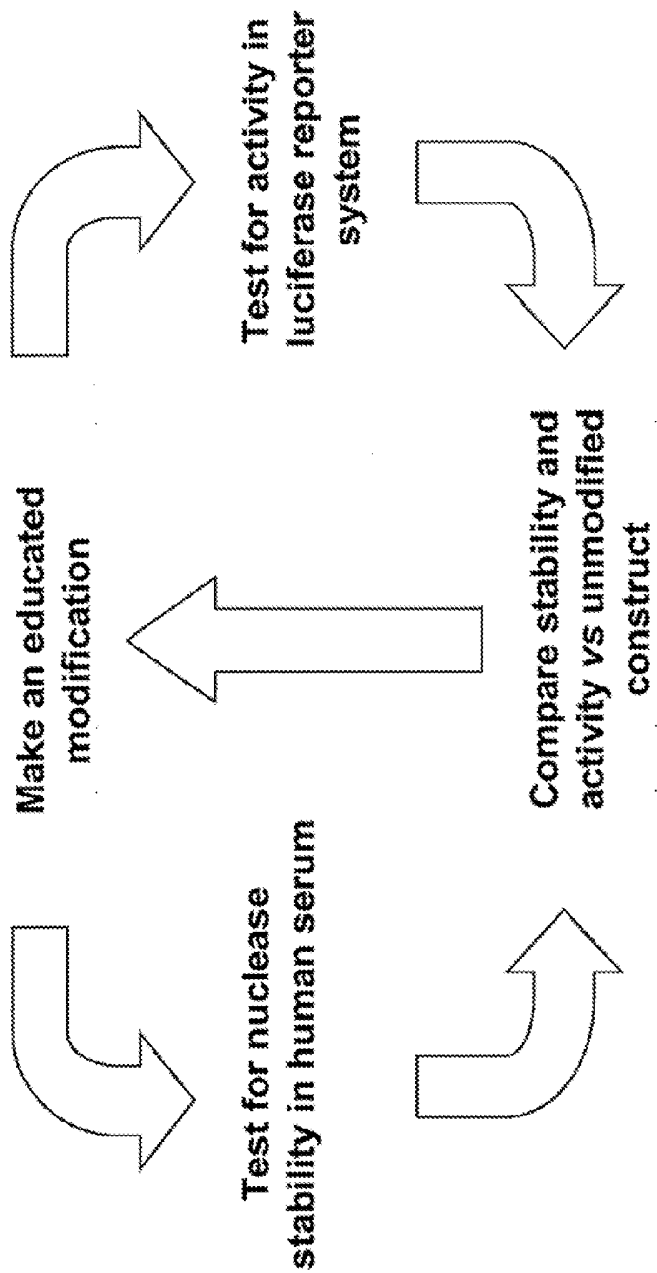 Make an educated
modification
Test for nuclease
stability in human serum
Test for activity in
luciferase reporter
system
Compare stability and
activity vs unmodified
construct